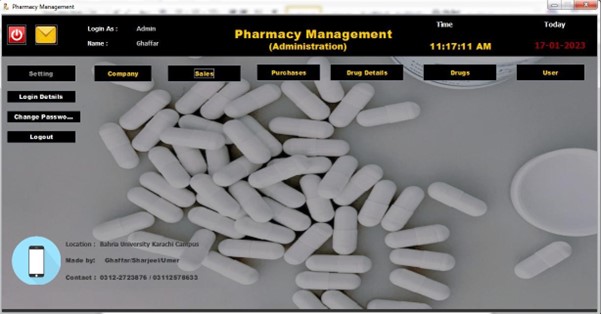 Pharmacy Management
Login As : Admin
Name : Ghaffar
Pharmacy Management
(Administration)
Time
11:17:11 AM
Today
17-01-2023
Setting
Company
Sales
Purchases
Drug Details
Drugs
User
Login Details
Change Passwo...
Logout
Location : Bahria University Karachi Campus
Made by: Ghaffar/Sharjeel/Umer
Contact : 0312-2733876 / 03112578633